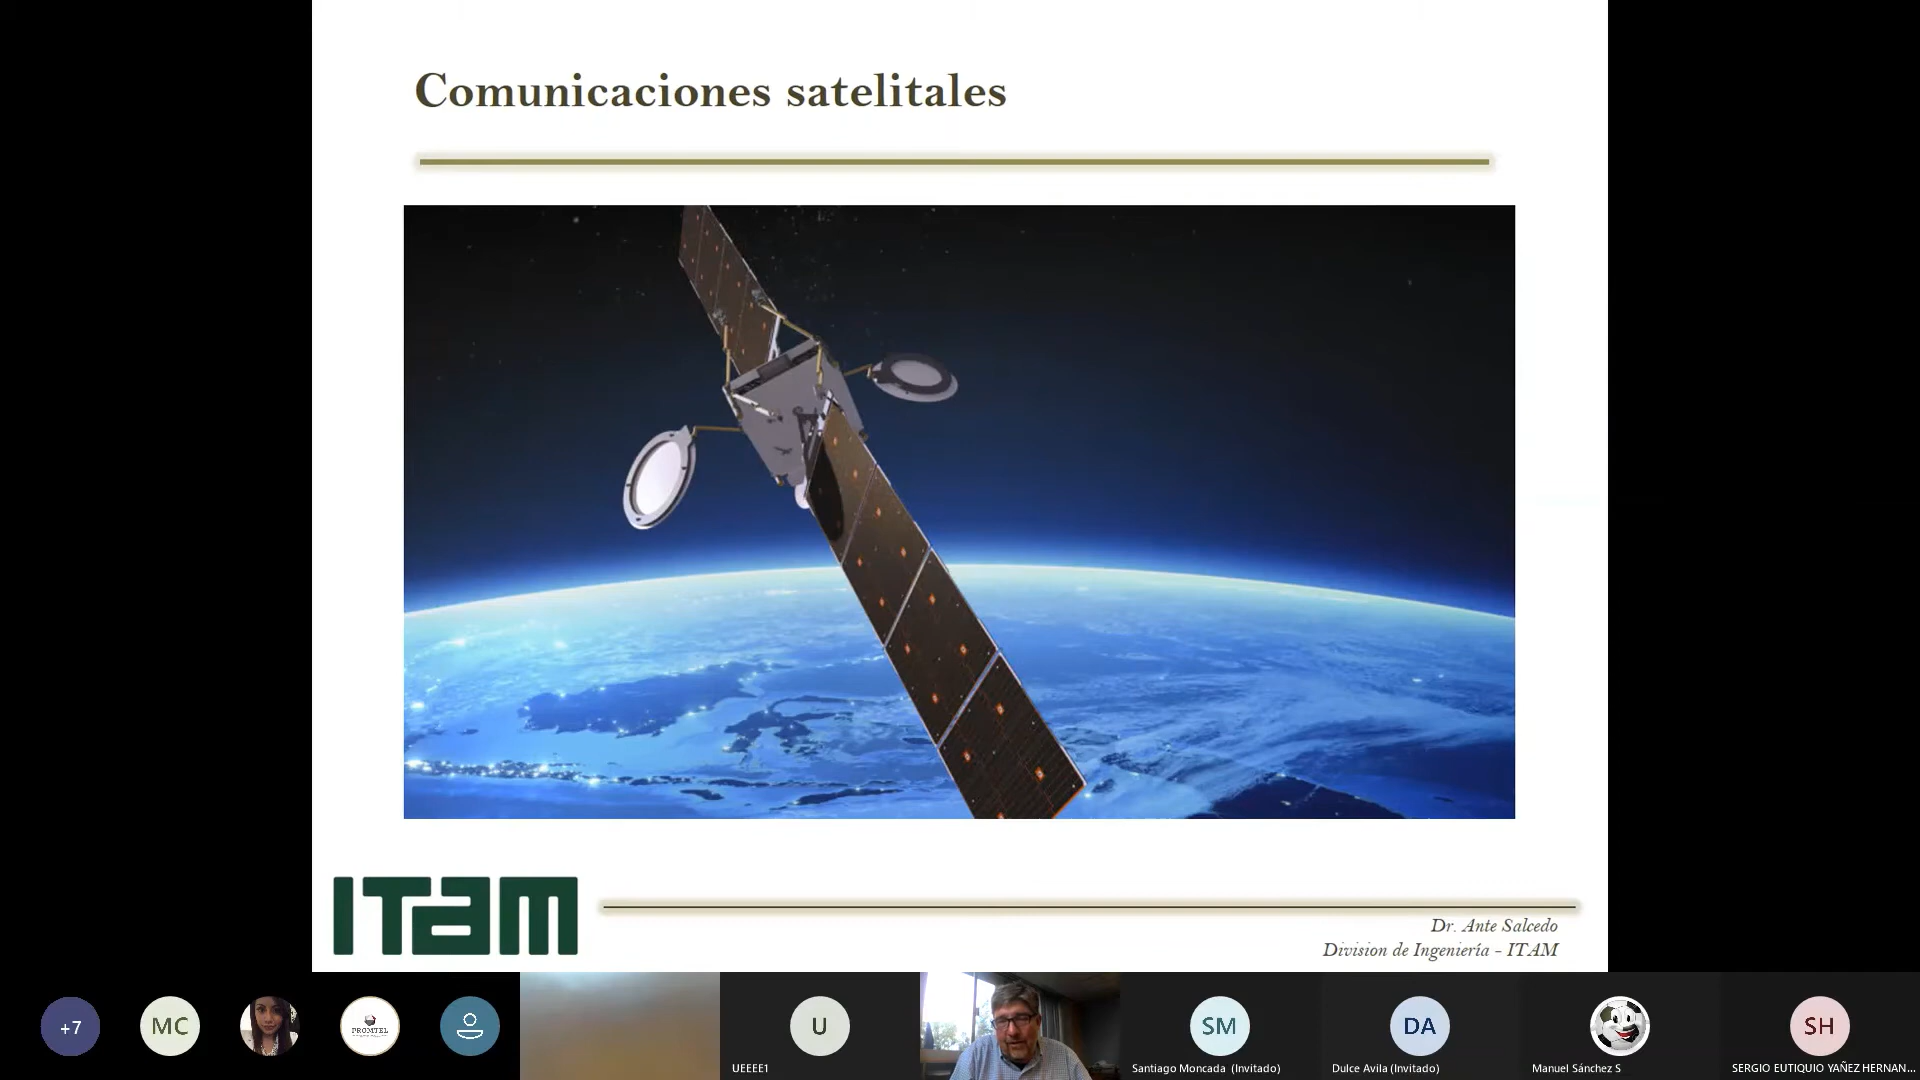 Comunicaciones satelitales
ITAM
Dr. Ante Salcedo
Division de Ingeniería - ITAM
+7
MC
PROMTEL
U
UEEEE1
SM
Santiago Moncada (Invitado)
DA
Dulce Avila (Invitado)
Manuel Sánchez S
SH
SERGIO EUTIQUIO YAÑEZ HERNAN...